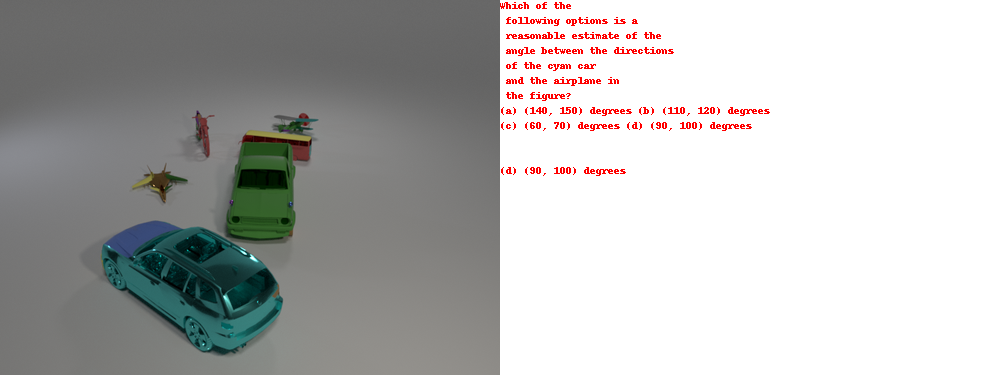 Which of the
following options is a
reasonable estimate of the
angle between the directions
of the cyan car
and the airplane in
the figure?
(a) (140, 150) degrees (b) (110, 120) degrees
(c) (60, 70) degrees (d) (90, 100) degrees
(d) (90, 100) degrees